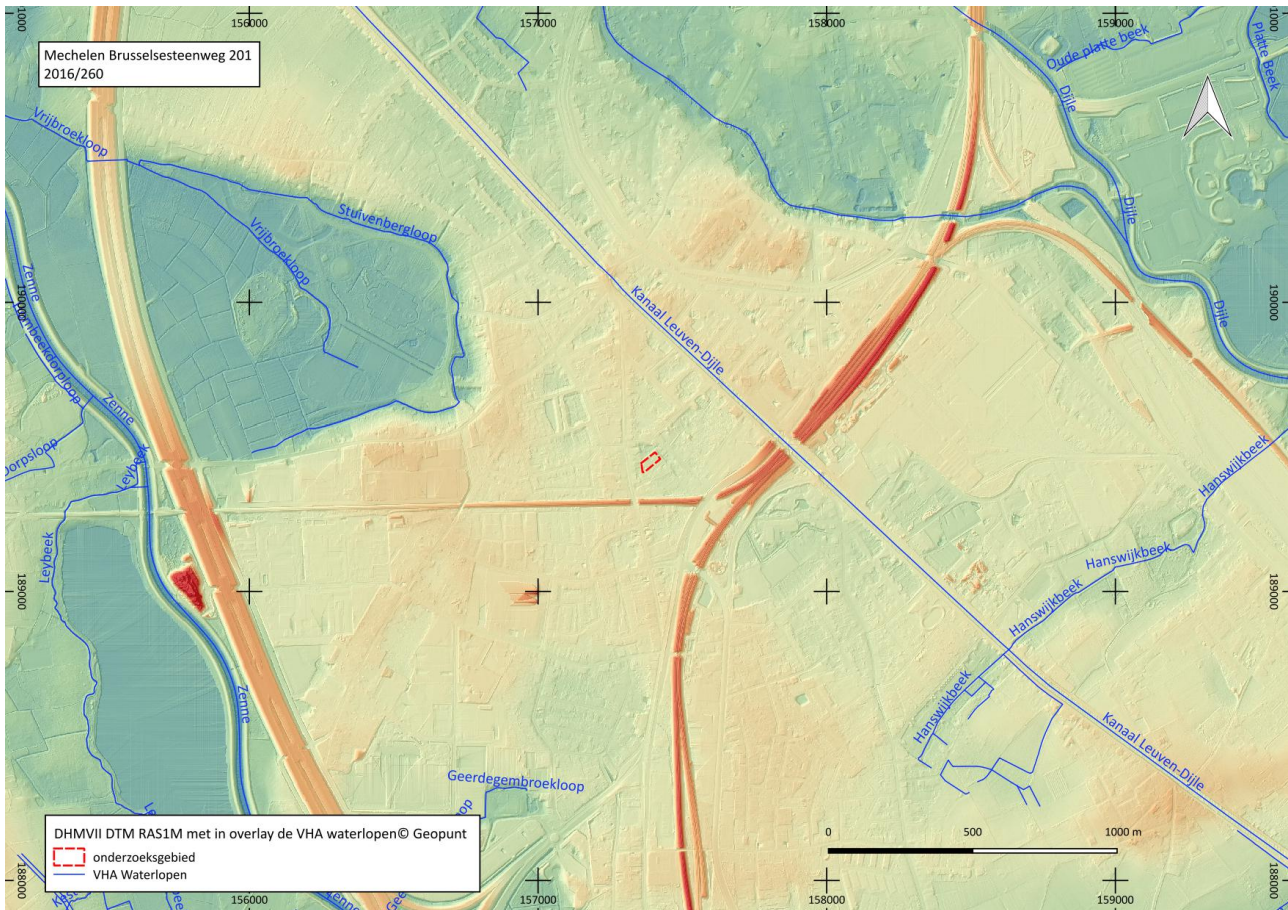 156000
157000
158000
159000
1000
1000
Mechelen Brusselsesteenweg 201
2016/260
Oude platte beek
Platte Beek
Dijle
Vrijbroekloop
Stuivenbergloop
Vrijbroekloop
Dijle
Dijle
Zenne
190000
190000
Kanaal Leuven-Dijle
Zenne
Leybeek
Hanswijkbeek
Leybeek
Hanswijkbeek
189000
189000
Hanswijkbeek
Hanswijkbeek
Zenne
Kanaal Leuven-Dijle
Geerdegembroekloop
DHMVII DTM RAS1M met in overlay de VHA waterlopen© Geopunt
onderzoeksgebied
VHA Waterlopen
0
500
1000 m
188000
188000
156000
157000
158000
159000